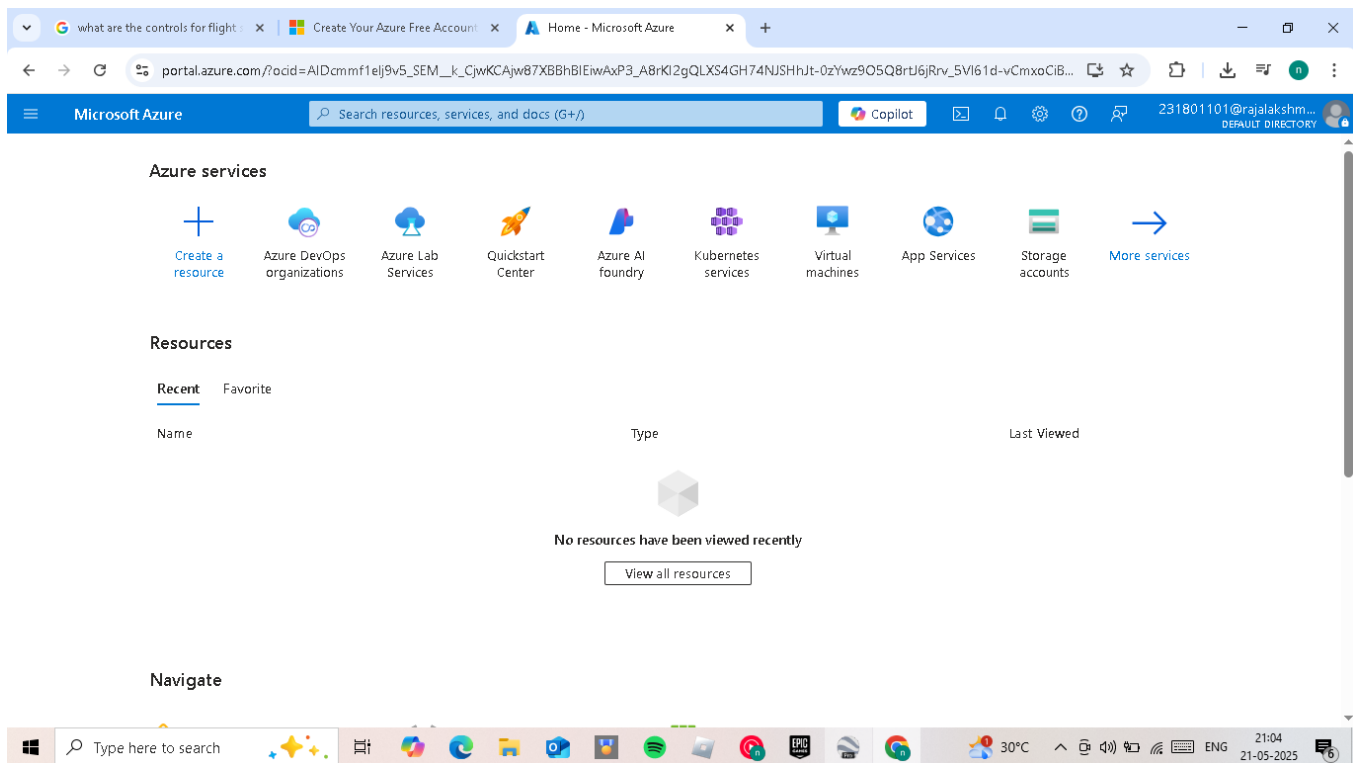 what are the controls for flight s
Create Your Azure Free Account
Home - Microsoft Azure
portal.azure.com/?ocid=AIDcmmf1elj9v5_SEM__k_CjwKCAjw87XBBhBIEiwAxP3_A8rKI2gQLXS4GH74NJSHhJt-0zYwz9O5Q8rtJ6jRrv_5Vl61d-vCmxoCiB...
n
Microsoft Azure
Search resources, services, and docs (G+/)
Copilot
231801101@rajalakshm...
DEFAULT DIRECTORY
Azure services
Create a resource
Azure DevOps organizations
Azure Lab Services
Quickstart Center
Azure AI foundry
Kubernetes services
Virtual machines
App Services
Storage accounts
More services
Resources
Recent Favorite
Name Type Last Viewed
No resources have been viewed recently
View all resources
Navigate
Type here to search
EPIC GAMES
30°C
ENG
21:04
21-05-2025
6